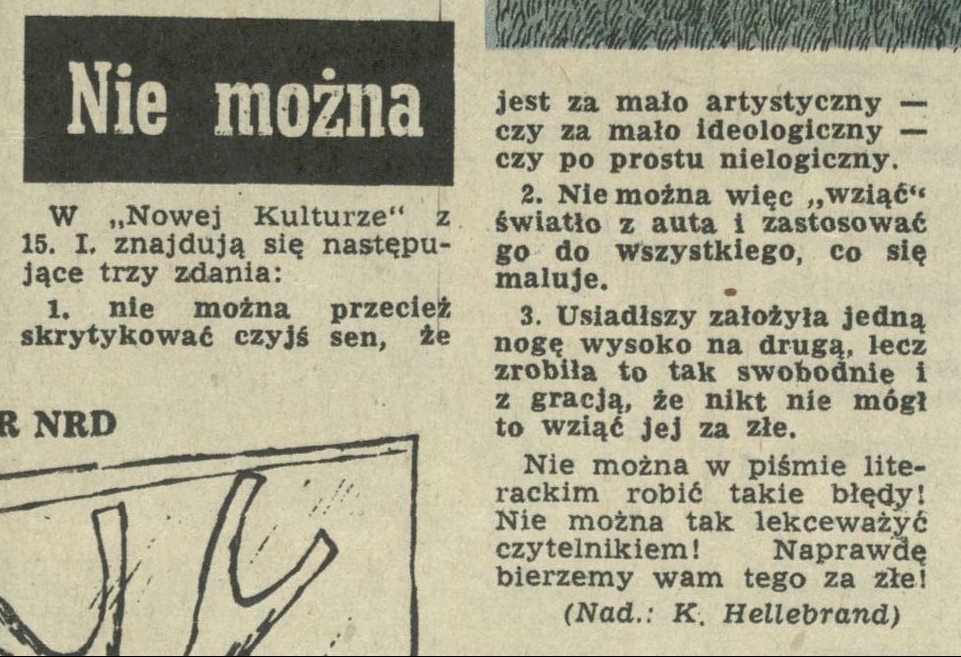 Nie można
W „Nowej Kulturze“ z
15. I. znajdują się następu-
jące trzy zdania:
1. nie można przecież
skrytykować czyjś sen, że
jest za mało artystyczny —
czy za mało ideologiczny —
czy po prostu nielogiczny.
2. Nie można więc „wziąć“
światło z auta i zastosować
go do wszystkiego, co się
maluje.
3. Usiadłszy założyła jedną
nogę wysoko na drugą, lecz
zrobiła to tak swobodnie i
z gracją, że nikt nie mógł
to wziąć jej za złe.
Nie można w piśmie lite-
rackim robić takie błędy!
Nie można tak lekceważyć
czytelnikiem! Naprawdę
bierzemy wam tego za złe!
(Nad.: K. Hellebrand)
R NRD